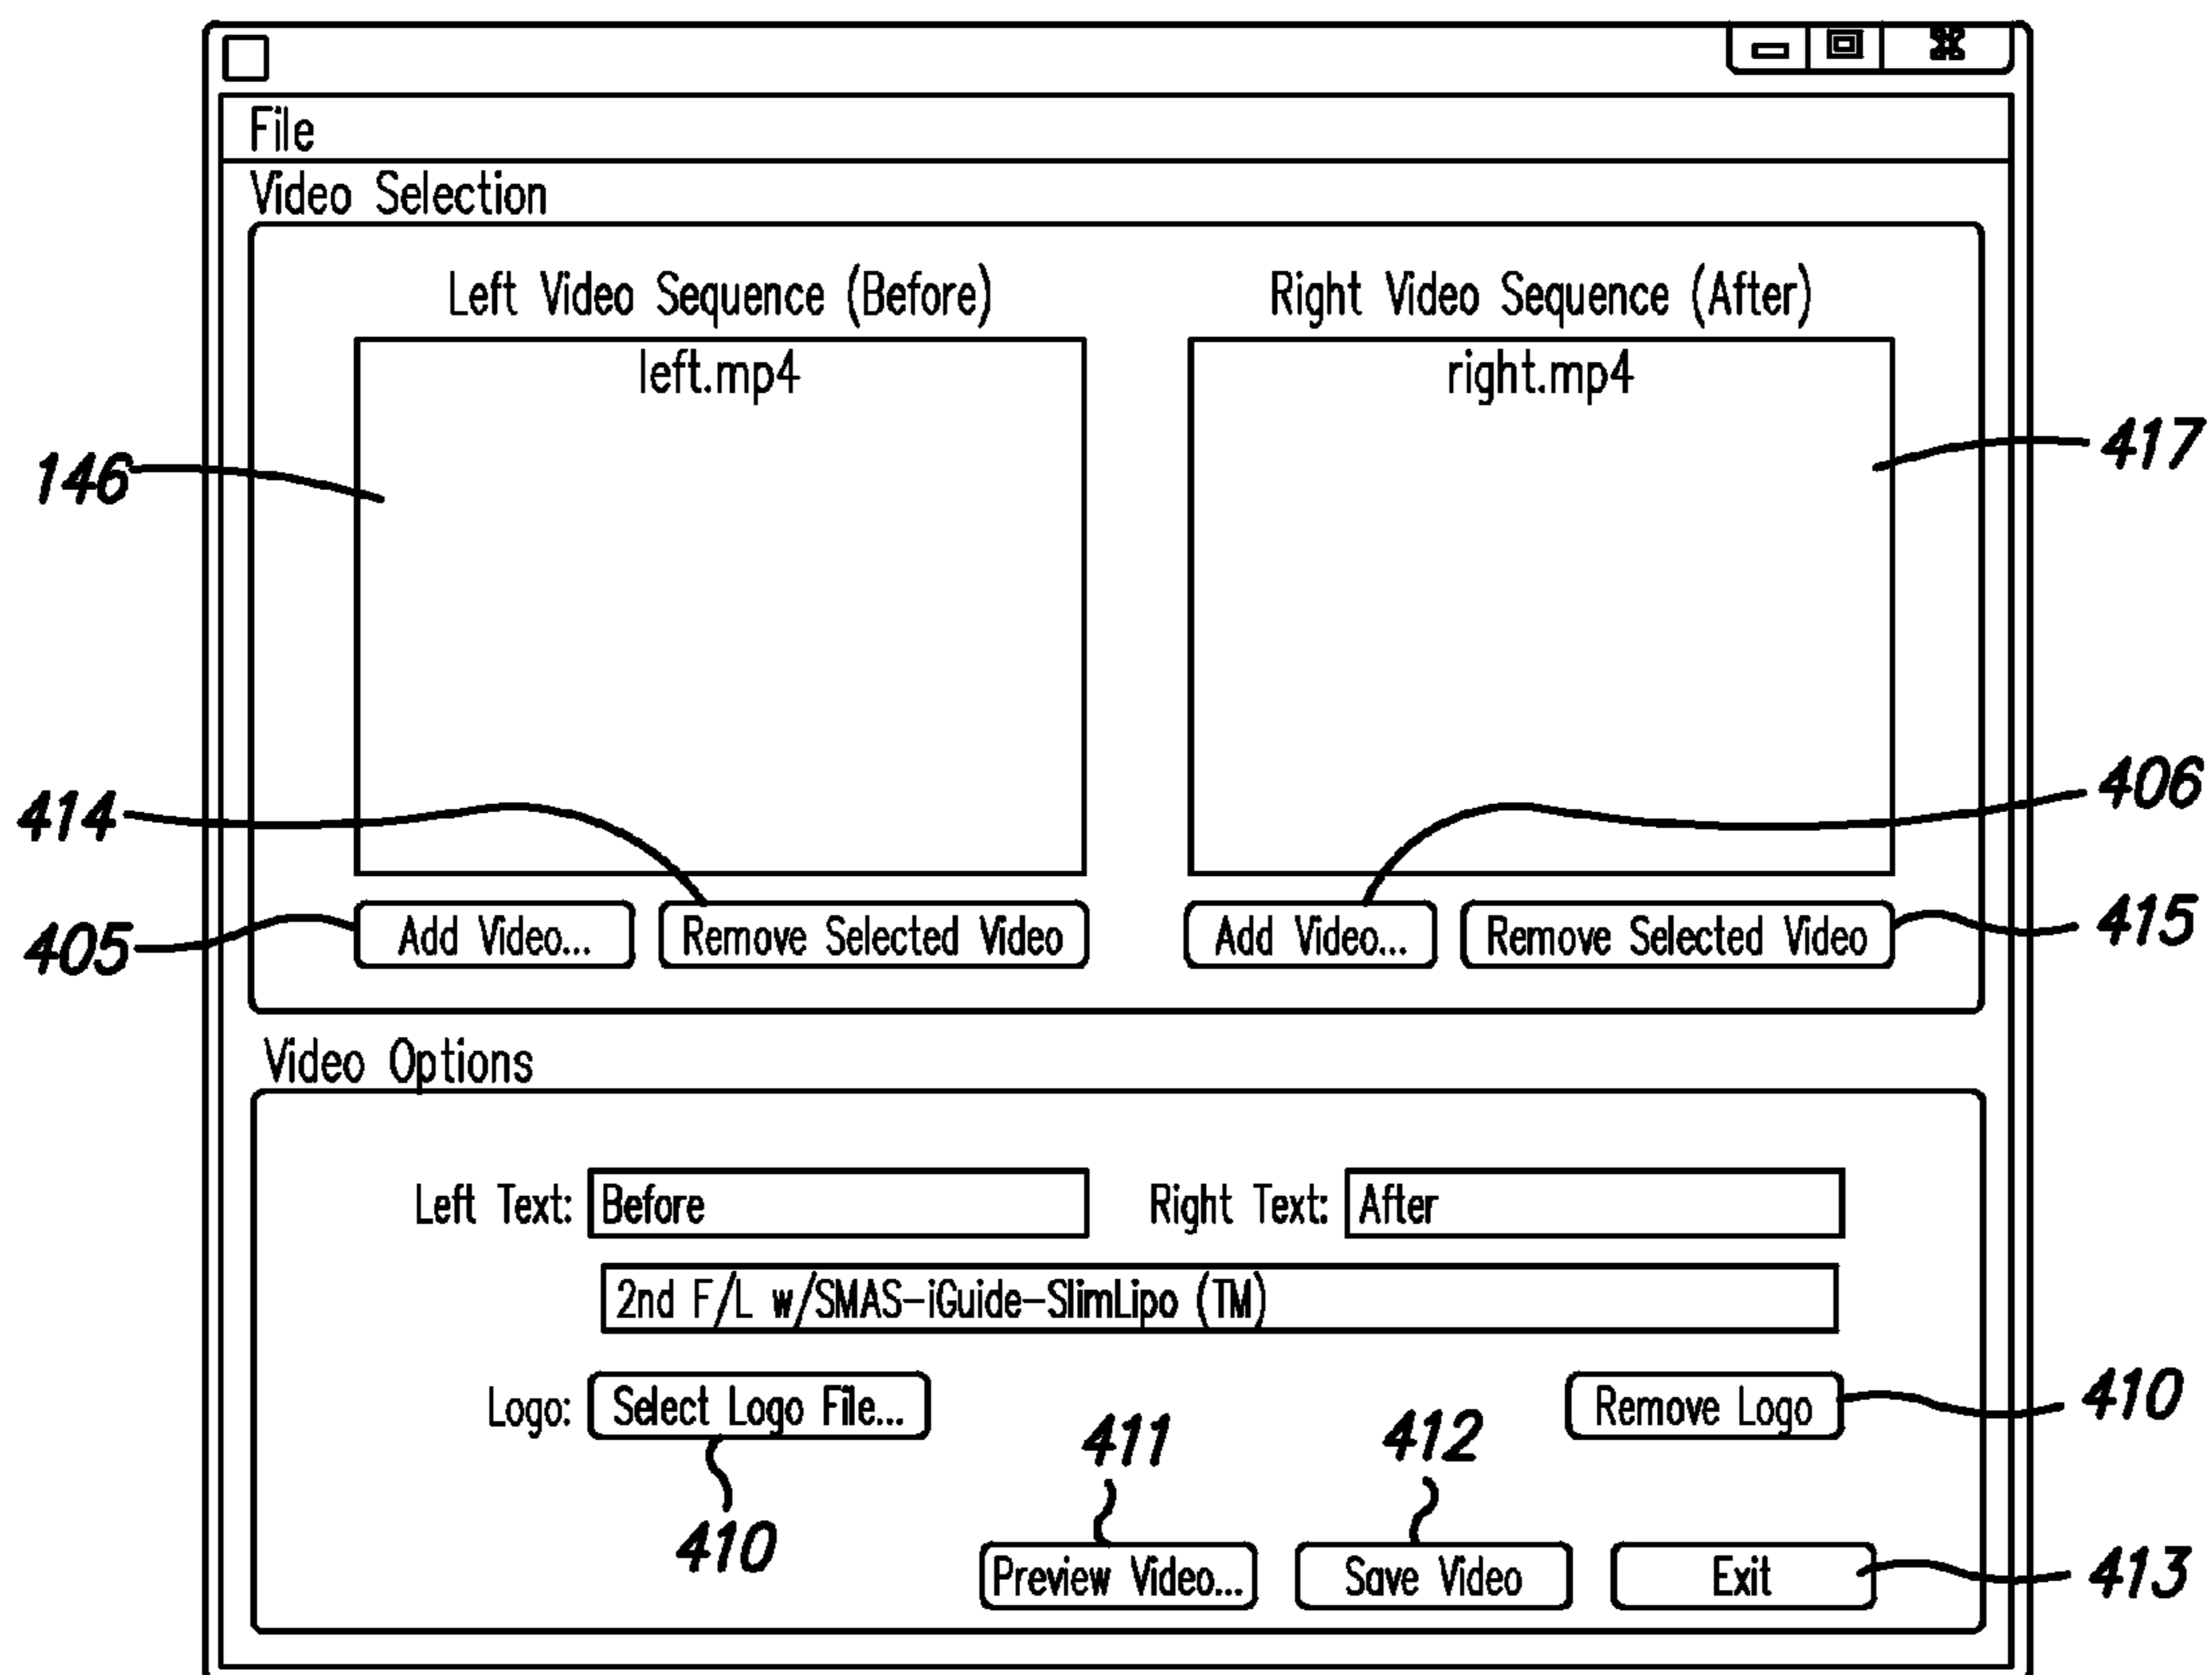 File
Video Selection
Left Video Sequence (Before) Right Video Sequence (After)
left.mp4 right.mp4
146 417
414 406
405 Add Video... Remove Selected Video Add Video... Remove Selected Video 415
Video Options
Left Text: Before Right Text: After
2nd F/L w/SMAS-iGuide-SlimLipo (TM)
Logo: Select Logo File... Remove Logo 410
411 412
410
Preview Video... Save Video Exit 413